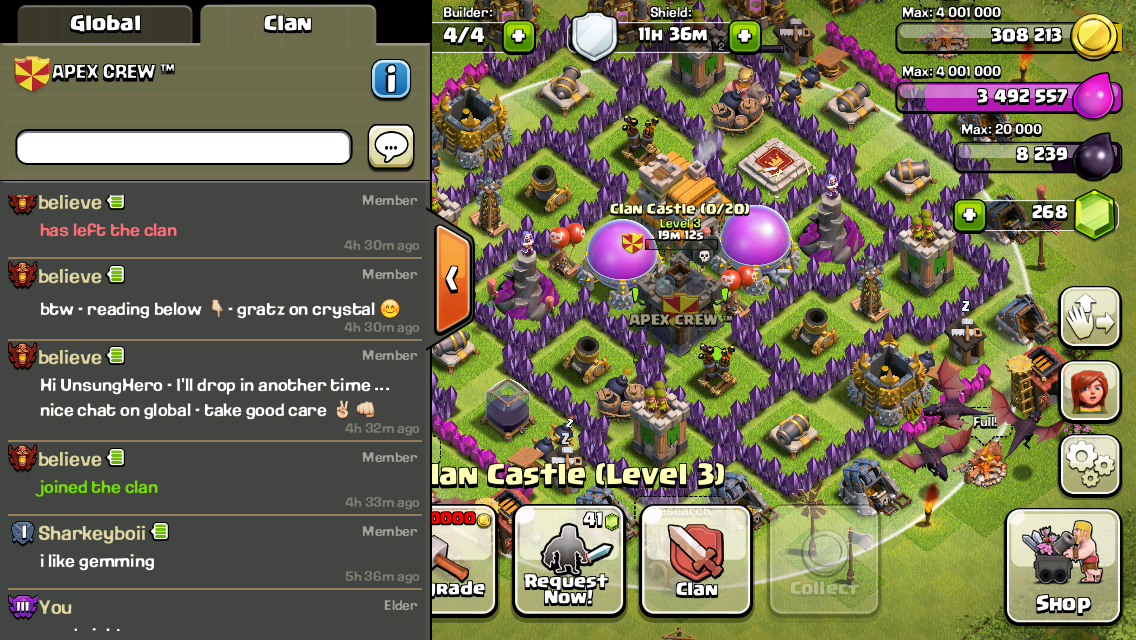 Global
Clan
APEX CREW ™
believe
Member
has left the clan
4h 30m ago
believe
Member
btw - reading below 👇🏻 - gratz on crystal 😊
4h 30m ago
believe
Member
Hi UnsungHero - I'll drop in another time ...
nice chat on global - take good care ✌🏻 👊🏻
4h 32m ago
believe
Member
joined the clan
4h 33m ago
I
Sharkeyboii
Member
i like gemming
5h 36m ago
III
You
Elder
Builder:
4/4
Shield:
11h 36m
2
Max: 4 001 000
308 213
Max: 4 001 000
3 492 557
Max: 20 000
8 239
268
Clan Castle (0/20)
Level 3
19m 12s
APEX CREW ™
z
Full!
z
z
lan Castle (Level 3)
0000
rade
41
Request
Now!
Clan
Research
Collect
Shop